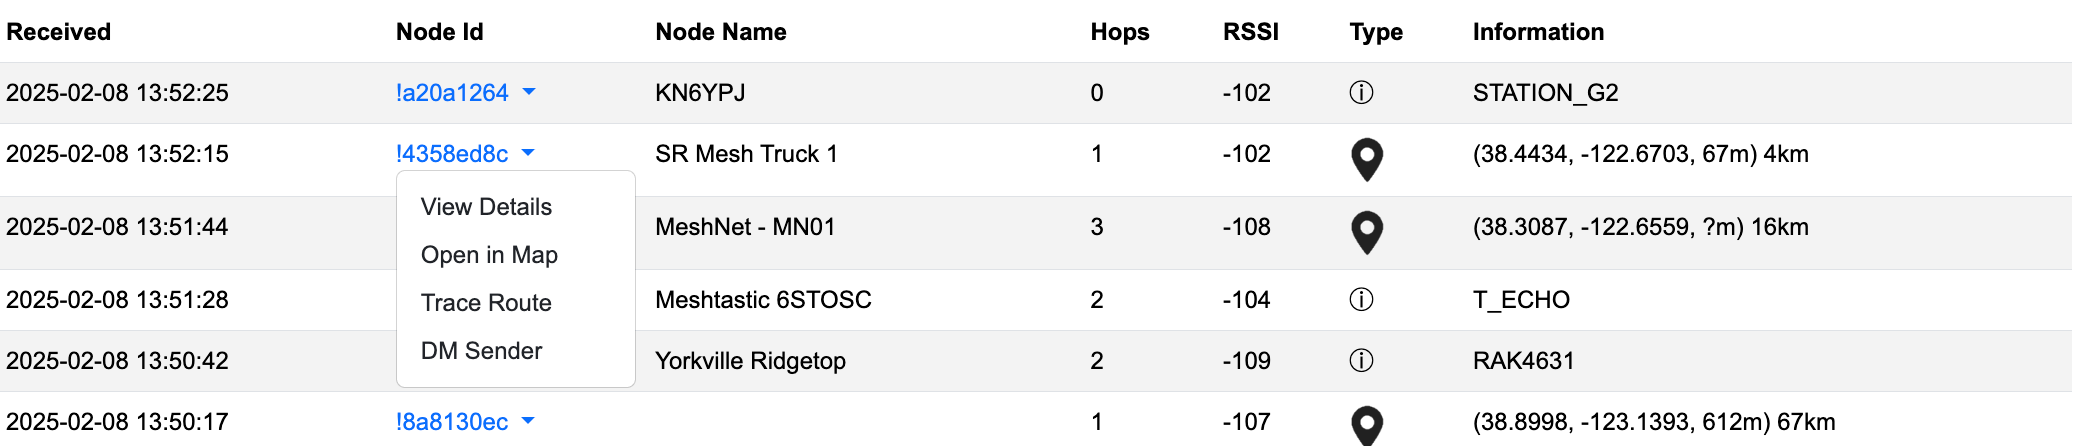 Received Node Id Node Name Hops RSSI Type Information
2025-02-08 13:52:25 !a20a1264 KN6YPJ 0 -102 ⓘ STATION_G2
2025-02-08 13:52:15 !4358ed8c SR Mesh Truck 1 1 -102 (38.4434, -122.6703, 67m) 4km
View Details
2025-02-08 13:51:44 MeshNet - MN01 3 -108 (38.3087, -122.6559, ?m) 16km
Open in Map
2025-02-08 13:51:28 Trace Route Meshtastic 6STOSC 2 -104 ⓘ T_ECHO
DM Sender
2025-02-08 13:50:42 Yorkville Ridgetop 2 -109 ⓘ RAK4631
2025-02-08 13:50:17 !8a8130ec 1 -107 (38.8998, -123.1393, 612m) 67km